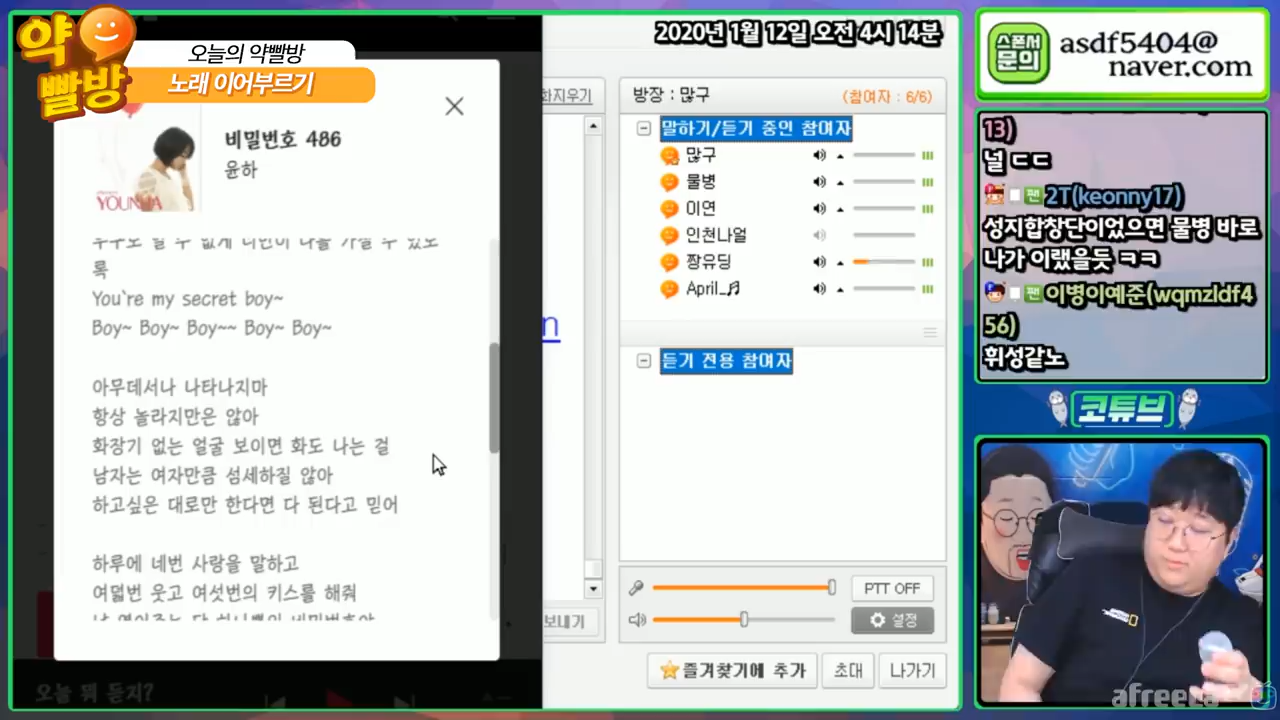 약빨방
오늘의 약빨방
노래 이어부르기
2020년 1월 12일 오전 4시 14분
스폰서
문의
asdf5404@
naver.com
비밀번호 486
윤하
YOUNHA
록
You`re my secret boy~
Boy~ Boy~ Boy~~ Boy~ Boy~
아무데서나 나타나지마
항상 놀라지만은 않아
화장기 없는 얼굴 보이면 화도 나는 걸
남자는 여자만큼 섬세하질 않아
하고싶은 대로만 한다면 다 된다고 믿어
하루에 네번 사랑을 말하고
여덟번 웃고 여섯번의 키스를 해줘
오늘 뭐 듣지?
화지우기
n
보내기
방장 : 많구
(참여자 : 6/6)
말하기/듣기 중인 참여자
많구
물병
이연
인천나얼
짱유딩
April_♬
듣기 전용 참여자
PTT OFF
설정
즐겨찾기에 추가
초대
나가기
13)
널 ㄷㄷ
팬 2T(keonny17)
성지합창단이었으면 물병 바로
나가 이랬을듯 ㅋㅋ
팬 이병이예준(wqmzldf4
56)
휘성같노
코튜브